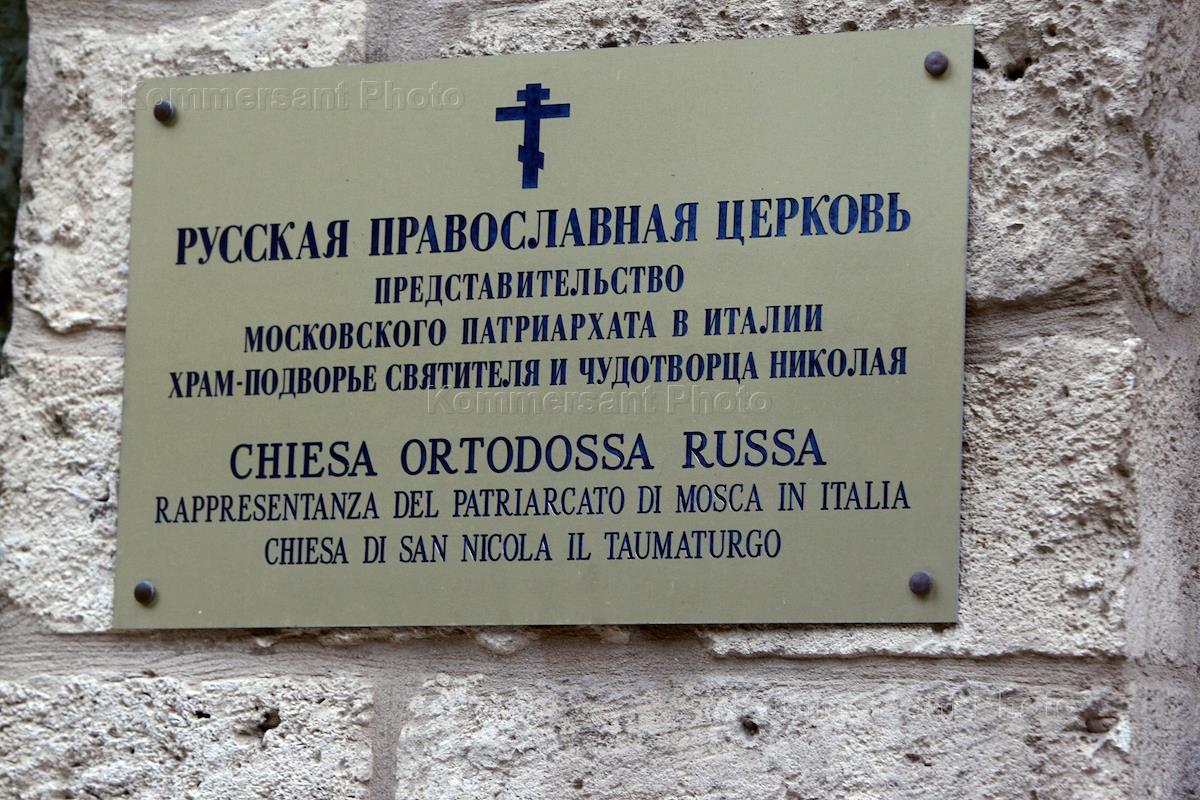 Kommersant Photo
РУССКАЯ ПРАВОСЛАВНАЯ ЦЕРКОВЬ
ПРЕДСТАВИТЕЛЬСТВО
МОСКОВСКОГО ПАТРИАРХАТА В ИТАЛИИ
ХРАМ-ПОДВОРЬЕ СВЯТИТЕЛЯ И ЧУДОТВОРЦА НИКОЛАЯ
Kommersant Photo
CHIESA ORTODOSSA RUSSA
RAPPRESENTANZA DEL PATRIARCATO DI MOSCA IN ITALIA
CHIESA DI SAN NICOLA IL TAUMATURGO